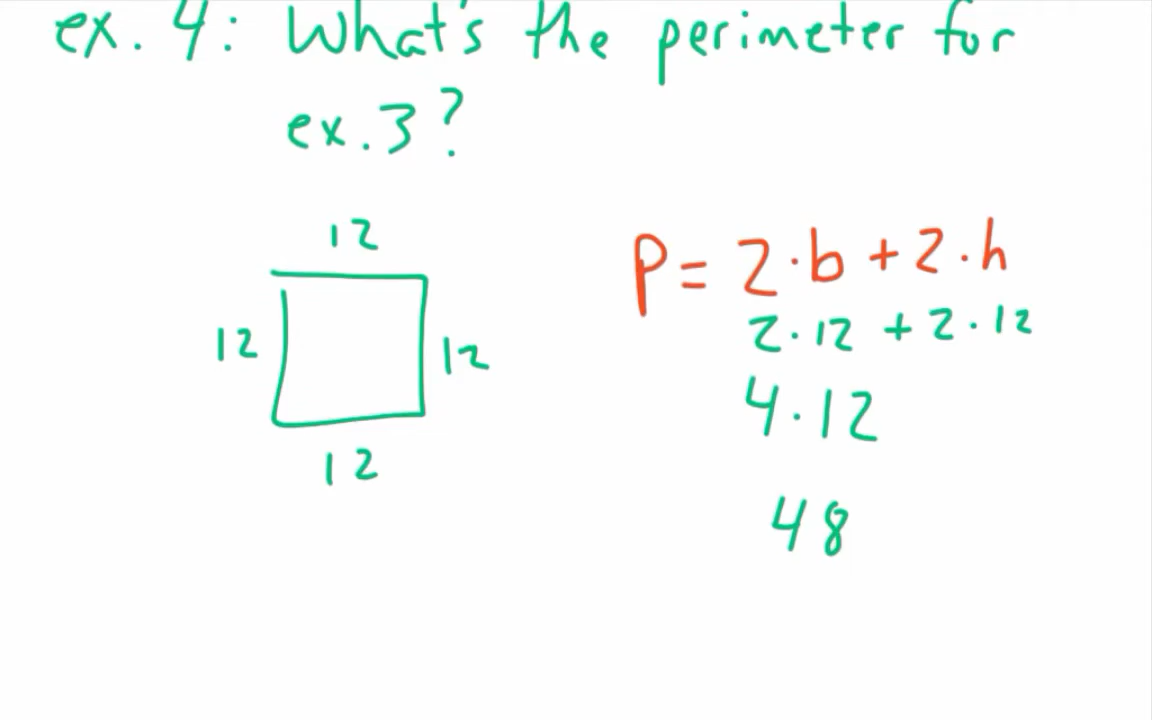 ex. 4: What's the perimeter for
ex. 3?
12
12
12
12
P = 2·b + 2·h
2·12 + 2·12
4·12
48